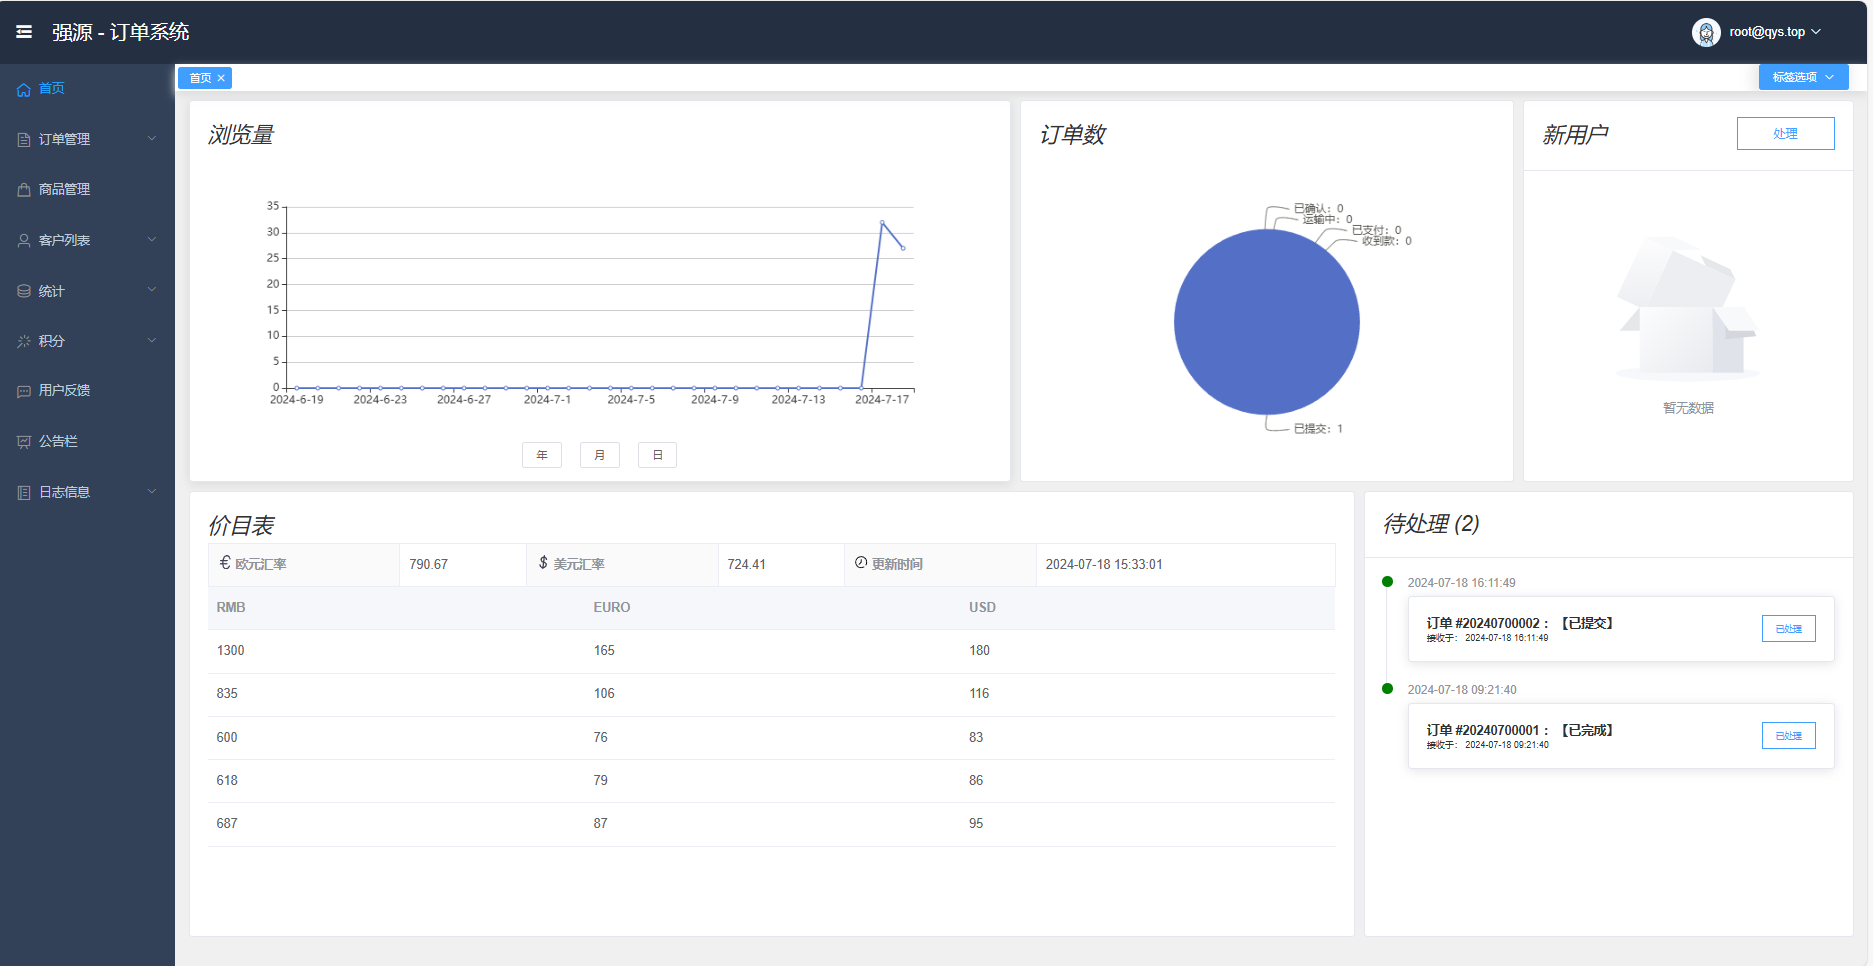 强源 - 订单系统
root@qys.top
首页
订单管理
商品管理
客户列表
统计
积分
用户反馈
公告栏
日志信息
首页
标签选项
浏览量
35
30
25
20
15
10
5
0
2024-6-19 2024-6-23 2024-6-27 2024-7-1 2024-7-5 2024-7-9 2024-7-13 2024-7-17
年 月 日
订单数
已确认：0
运输中：0
已支付：0
收到款：0
已提交：1
新用户
处理
暂无数据
价目表
€ 欧元汇率 790.67 $ 美元汇率 724.41 更新时间 2024-07-18 15:33:01
RMB EURO USD
1300 165 180
835 106 116
600 76 83
618 79 86
687 87 95
待处理 (2)
2024-07-18 16:11:49
订单 #20240700002：【已提交】
接收于： 2024-07-18 16:11:49
已处理
2024-07-18 09:21:40
订单 #20240700001：【已完成】
接收于： 2024-07-18 09:21:40
已处理